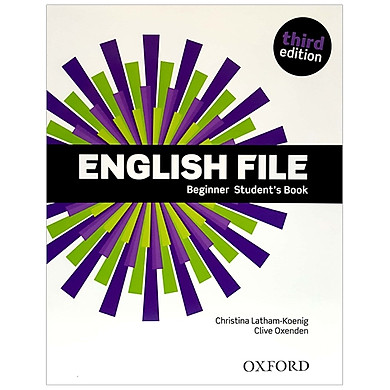 third
edition
ENGLISH FILE
Beginner Student's Book
Christina Latham-Koenig
Clive Oxenden
OXFORD